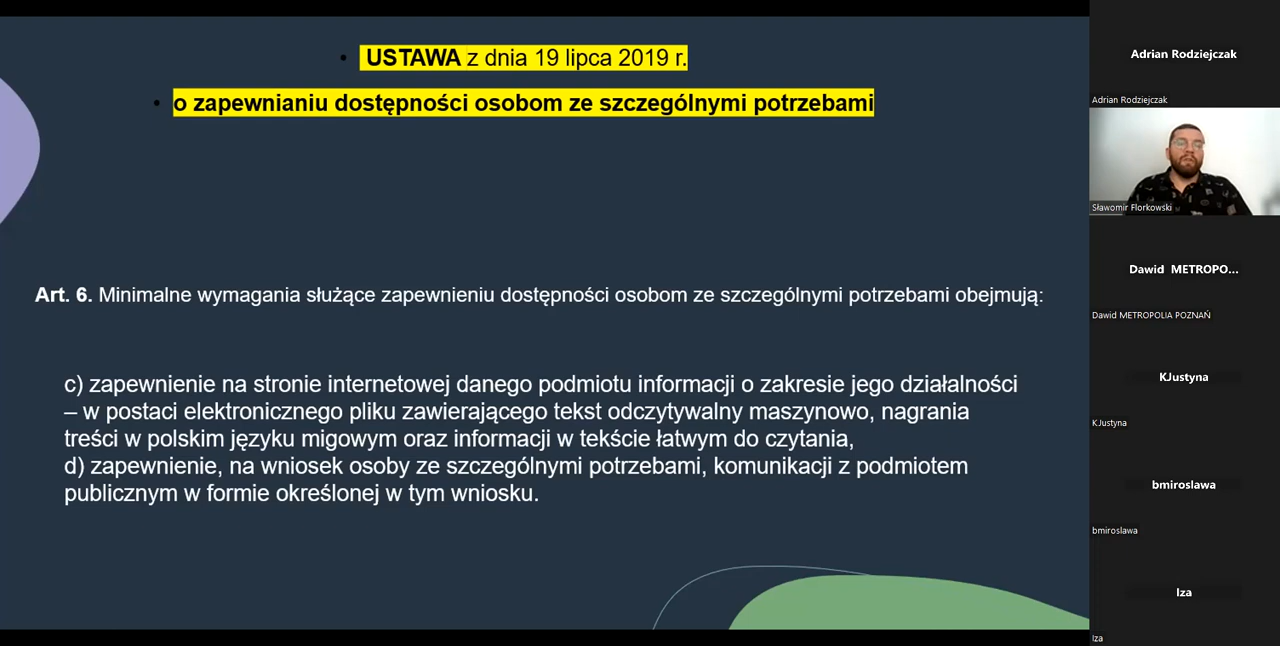 • USTAWA z dnia 19 lipca 2019 r.
• o zapewnianiu dostępności osobom ze szczególnymi potrzebami
Art. 6. Minimalne wymagania służące zapewnieniu dostępności osobom ze szczególnymi potrzebami obejmują:
c) zapewnienie na stronie internetowej danego podmiotu informacji o zakresie jego działalności
– w postaci elektronicznego pliku zawierającego tekst odczytywalny maszynowo, nagrania
treści w polskim języku migowym oraz informacji w tekście łatwym do czytania,
d) zapewnienie, na wniosek osoby ze szczególnymi potrzebami, komunikacji z podmiotem
publicznym w formie określonej w tym wniosku.
Adrian Rodziejczak
Adrian Rodziejczak
Sławomir Florkowski
Dawid METROPO...
Dawid METROPOLIA POZNAŃ
KJustyna
KJustyna
bmiroslawa
bmiroslawa
Iza
Iza